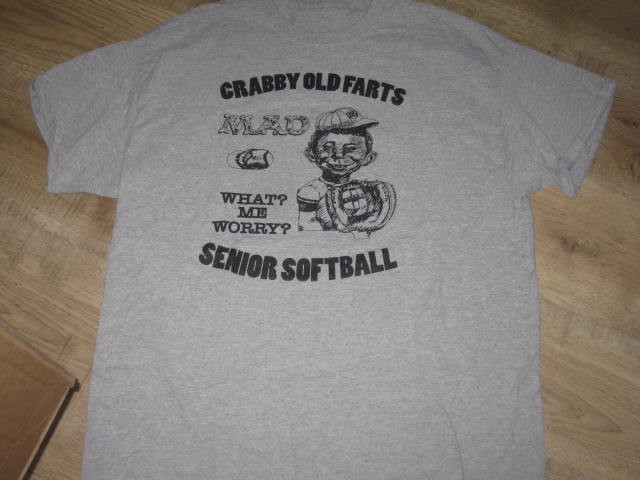 CRABBY OLD FARTS
MAD
WHAT?
ME
WORRY?
SENIOR SOFTBALL